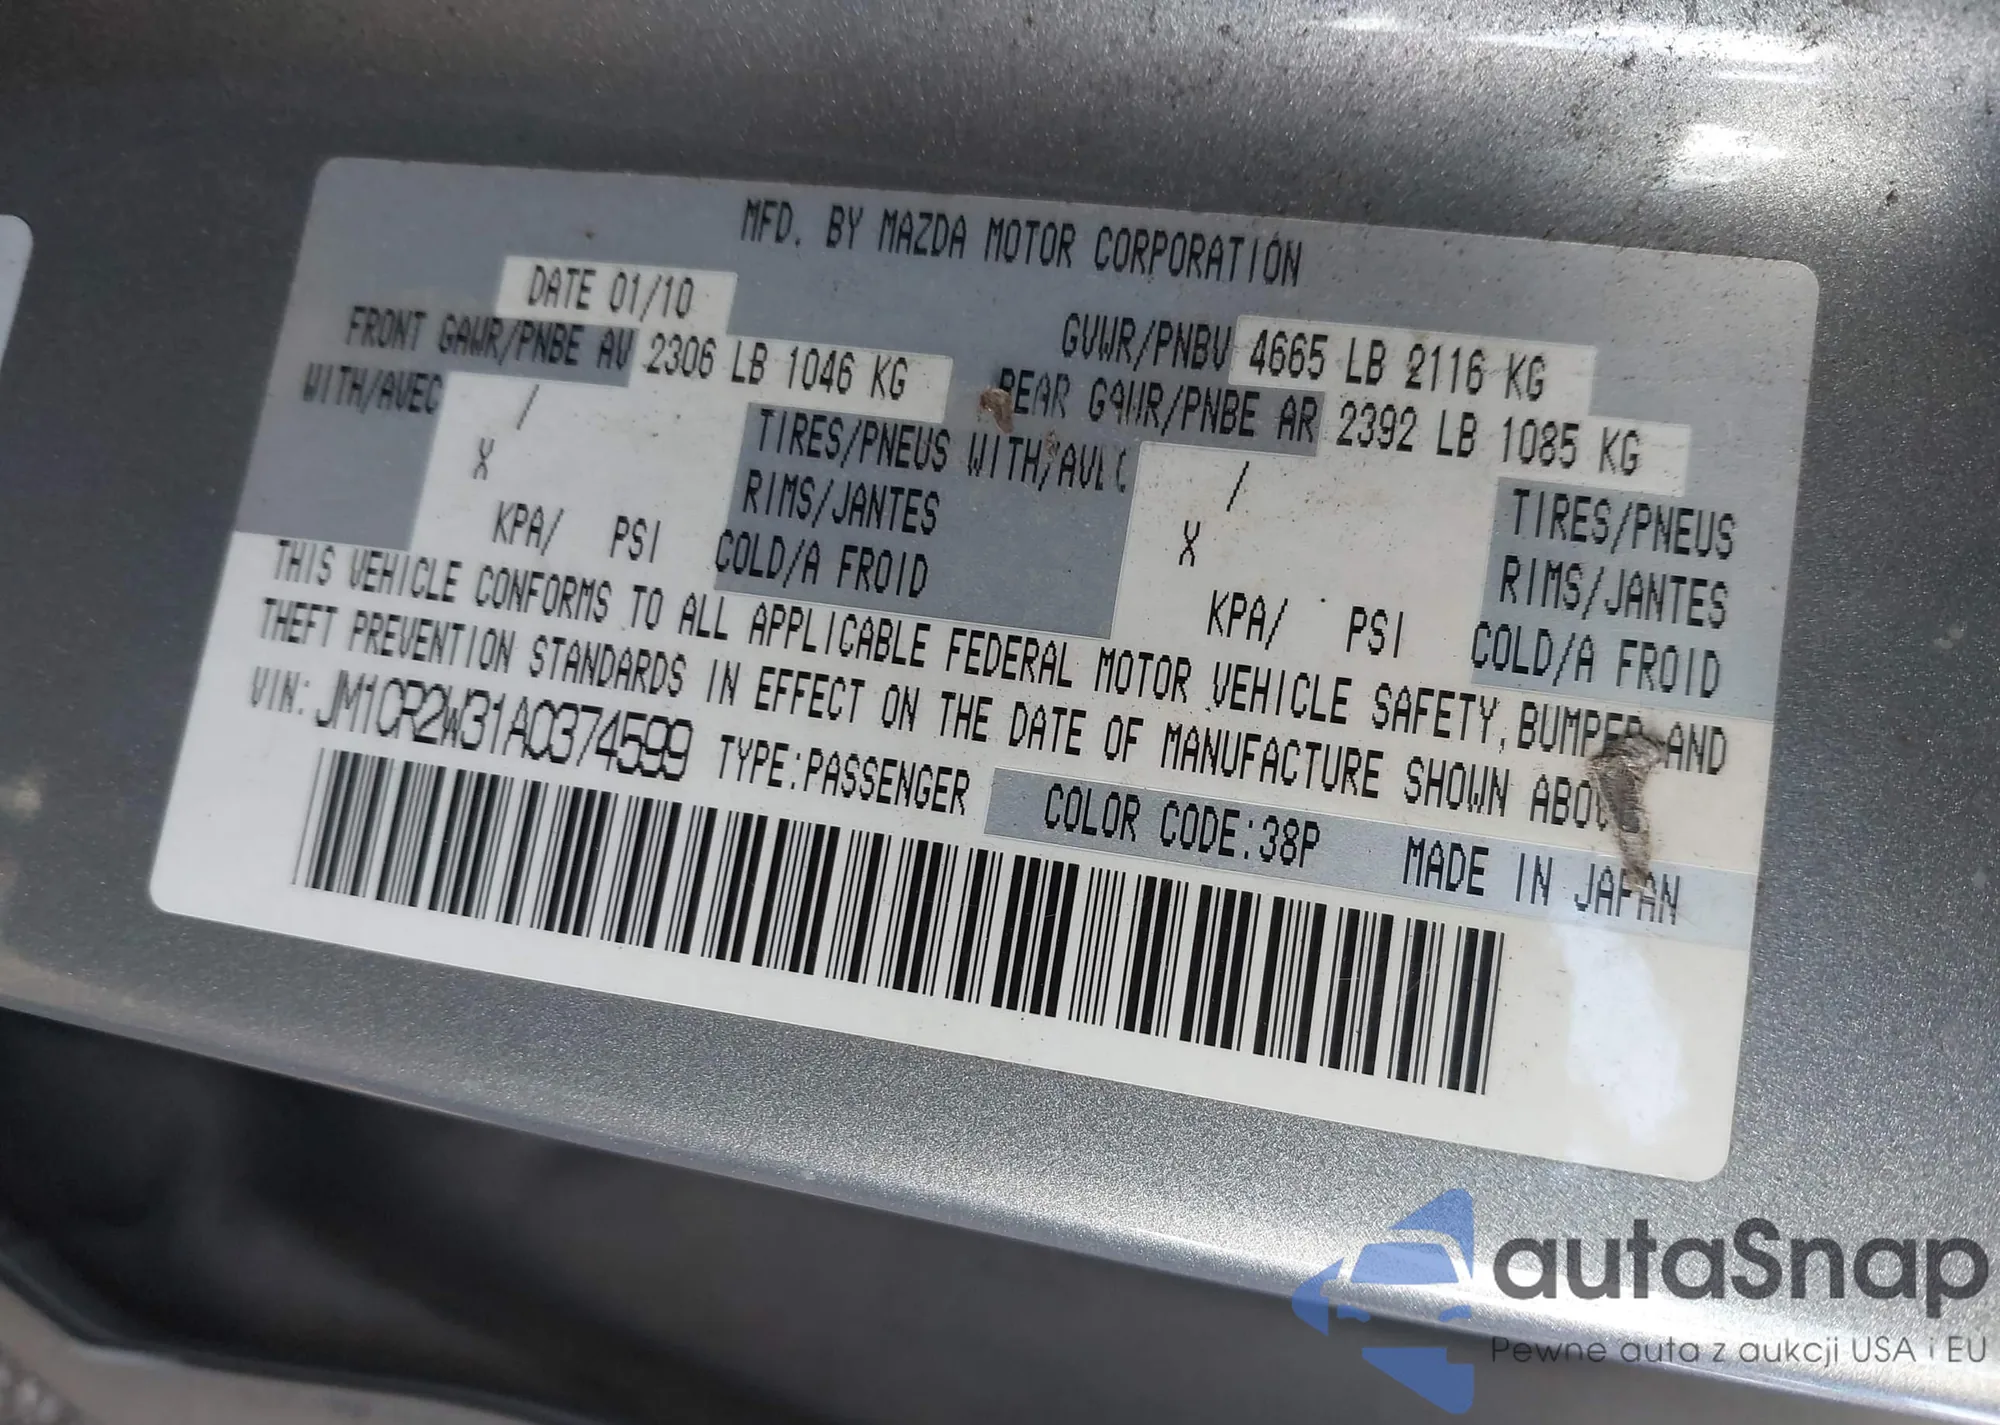 MFD. BY MAZDA MOTOR CORPORATION
DATE 01/10
GVWR/PNBV 4665 LB 2116 KG
FRONT GAWR/PNBE AV 2306 LB 1046 KG
REAR GAWR/PNBE AR 2392 LB 1085 KG
WITH/AVEC / TIRES/PNEUS WITH/AVEC / TIRES/PNEUS
X RIMS/JANTES X RIMS/JANTES
KPA/ PSI COLD/A FROID KPA/ PSI COLD/A FROID
THIS VEHICLE CONFORMS TO ALL APPLICABLE FEDERAL MOTOR VEHICLE SAFETY, BUMPER AND
THEFT PREVENTION STANDARDS IN EFFECT ON THE DATE OF MANUFACTURE SHOWN ABOVE
VIN: JM1CR2W31A0374599 TYPE:PASSENGER COLOR CODE:38P MADE IN JAPAN
autaSnap
Pewne auta z aukcji USA i EU